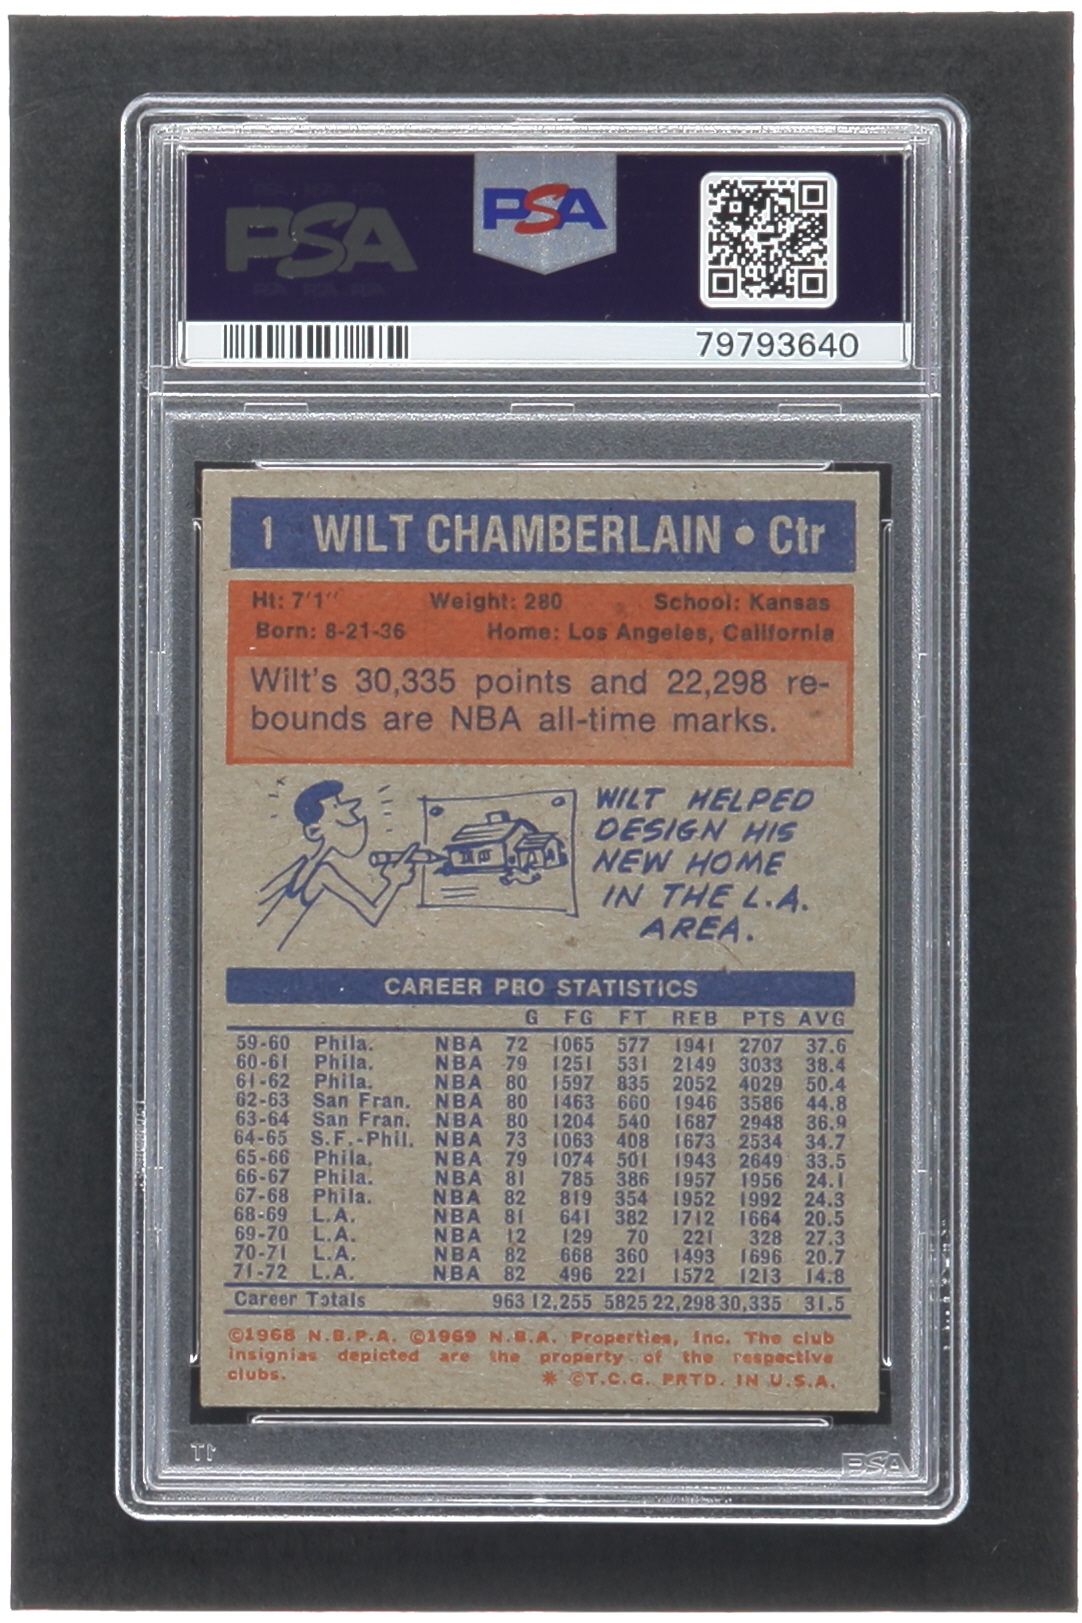 PSA
PSA
79793640
1 WILT CHAMBERLAIN • Ctr
Ht: 7'1" Weight: 280 School: Kansas
Born: 8-21-36 Home: Los Angeles, California
Wilt's 30,335 points and 22,298 re-
bounds are NBA all-time marks.
WILT HELPED
DESIGN HIS
NEW HOME
IN THE L.A.
AREA.
CAREER PRO STATISTICS
G FG FT REB PTS AVG
59-60 Phila. NBA 72 1065 577 1941 2707 37.6
60-61 Phila. NBA 79 1251 531 2149 3033 38.4
61-62 Phila. NBA 80 1597 835 2052 4029 50.4
62-63 San Fran. NBA 80 1463 660 1946 3586 44.8
63-64 San Fran. NBA 80 1204 540 1687 2948 36.9
64-65 S.F.-Phil. NBA 73 1063 408 1673 2534 34.7
65-66 Phila. NBA 79 1074 501 1943 2649 33.5
66-67 Phila. NBA 81 785 386 1957 1956 24.1
67-68 Phila. NBA 82 819 354 1952 1992 24.3
68-69 L.A. NBA 81 641 382 1712 1664 20.5
69-70 L.A. NBA 12 129 70 221 328 27.3
70-71 L.A. NBA 82 668 360 1493 1696 20.7
71-72 L.A. NBA 82 496 221 1572 1213 14.8
Career Totals 963 12,255 5825 22,298 30,335 31.5
©1968 N.B.P.A. ©1969 N.B.A. Properties, Inc. The club
insignias depicted are the property of the respective
clubs. * ©T.C.G. PRTD. IN U.S.A.
PSA